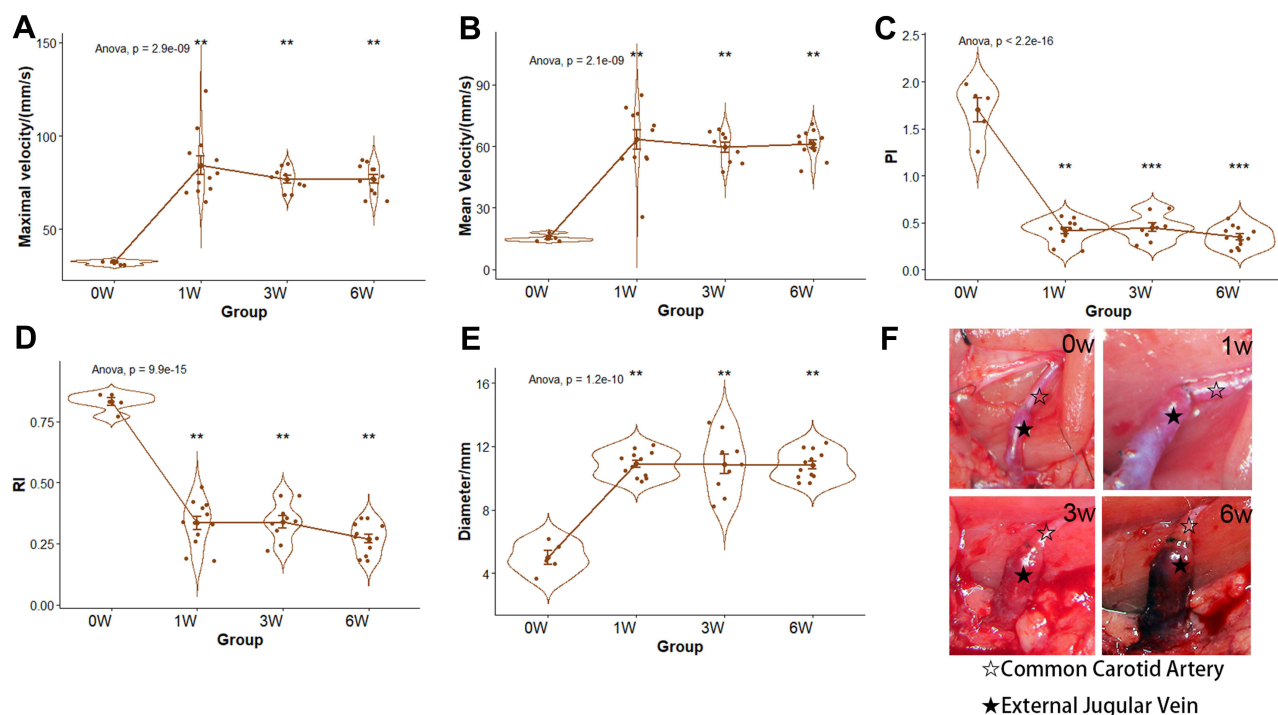 A
Maximal velocity/(mm/s)
150
100
50
Anova, p = 2.9e-09
** ** **
0W 1W 3W 6W
Group
B
Mean Velocity/(mm/s)
90
60
30
0
Anova, p = 2.1e-09
** ** **
0W 1W 3W 6W
Group
C
PI
2.5
2.0
1.5
1.0
0.5
0.0
Anova, p < 2.2e-16
** *** ***
0W 1W 3W 6W
Group
D
RI
0.75
0.50
0.25
0.00
Anova, p = 9.9e-15
** ** **
0W 1W 3W 6W
Group
E
Diameter/mm
16
12
8
4
Anova, p = 1.2e-10
** ** **
0W 1W 3W 6W
Group
F
0w
1w
3w
6w
☆Common Carotid Artery
★External Jugular Vein